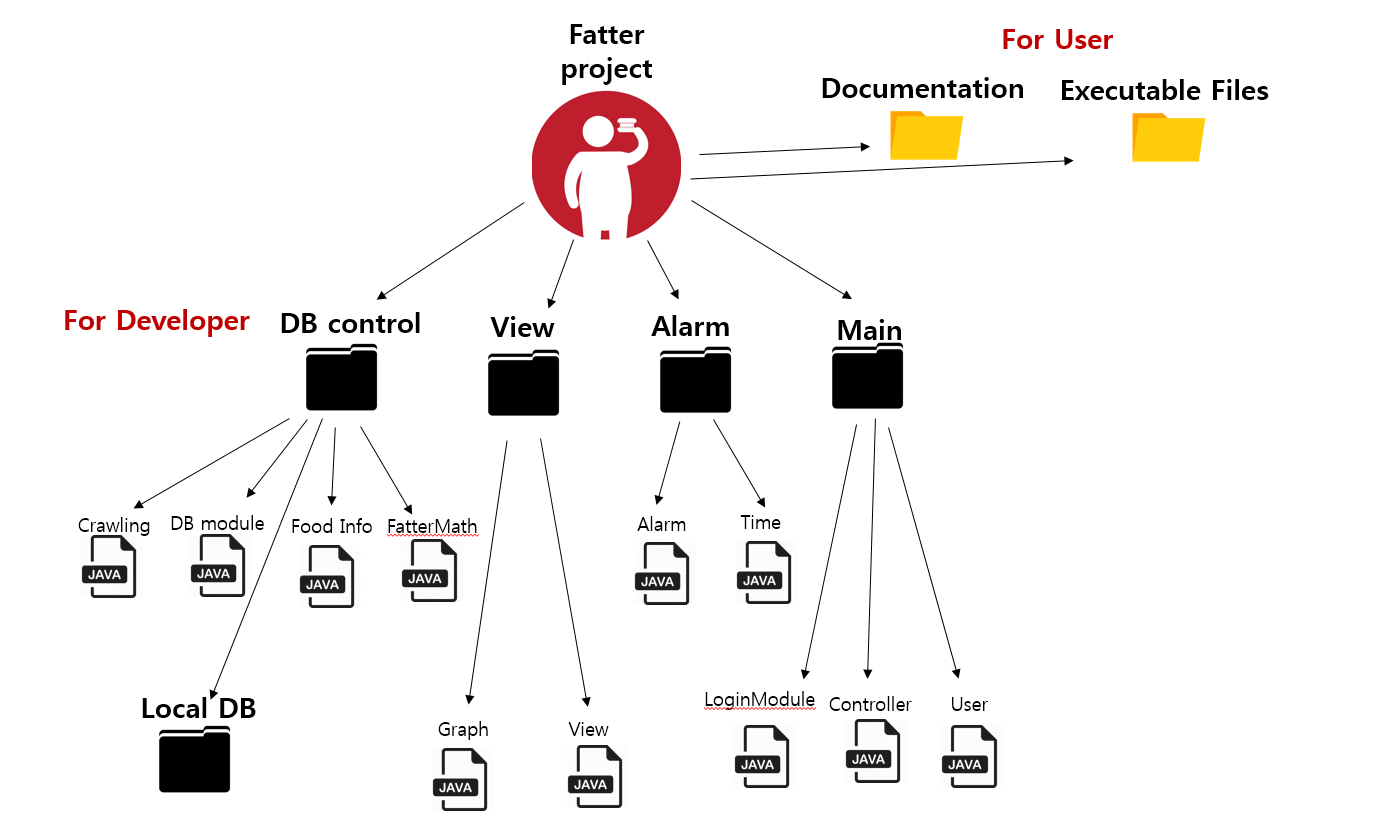 Fatter
project
For User
Documentation
Executable Files
For Developer
DB control
View
Alarm
Main
Crawling
DB module
Food Info
FatterMath
Alarm
Time
JAVA
JAVA
JAVA
JAVA
JAVA
JAVA
Local DB
Graph
View
LoginModule
Controller
User
JAVA
JAVA
JAVA
JAVA
JAVA